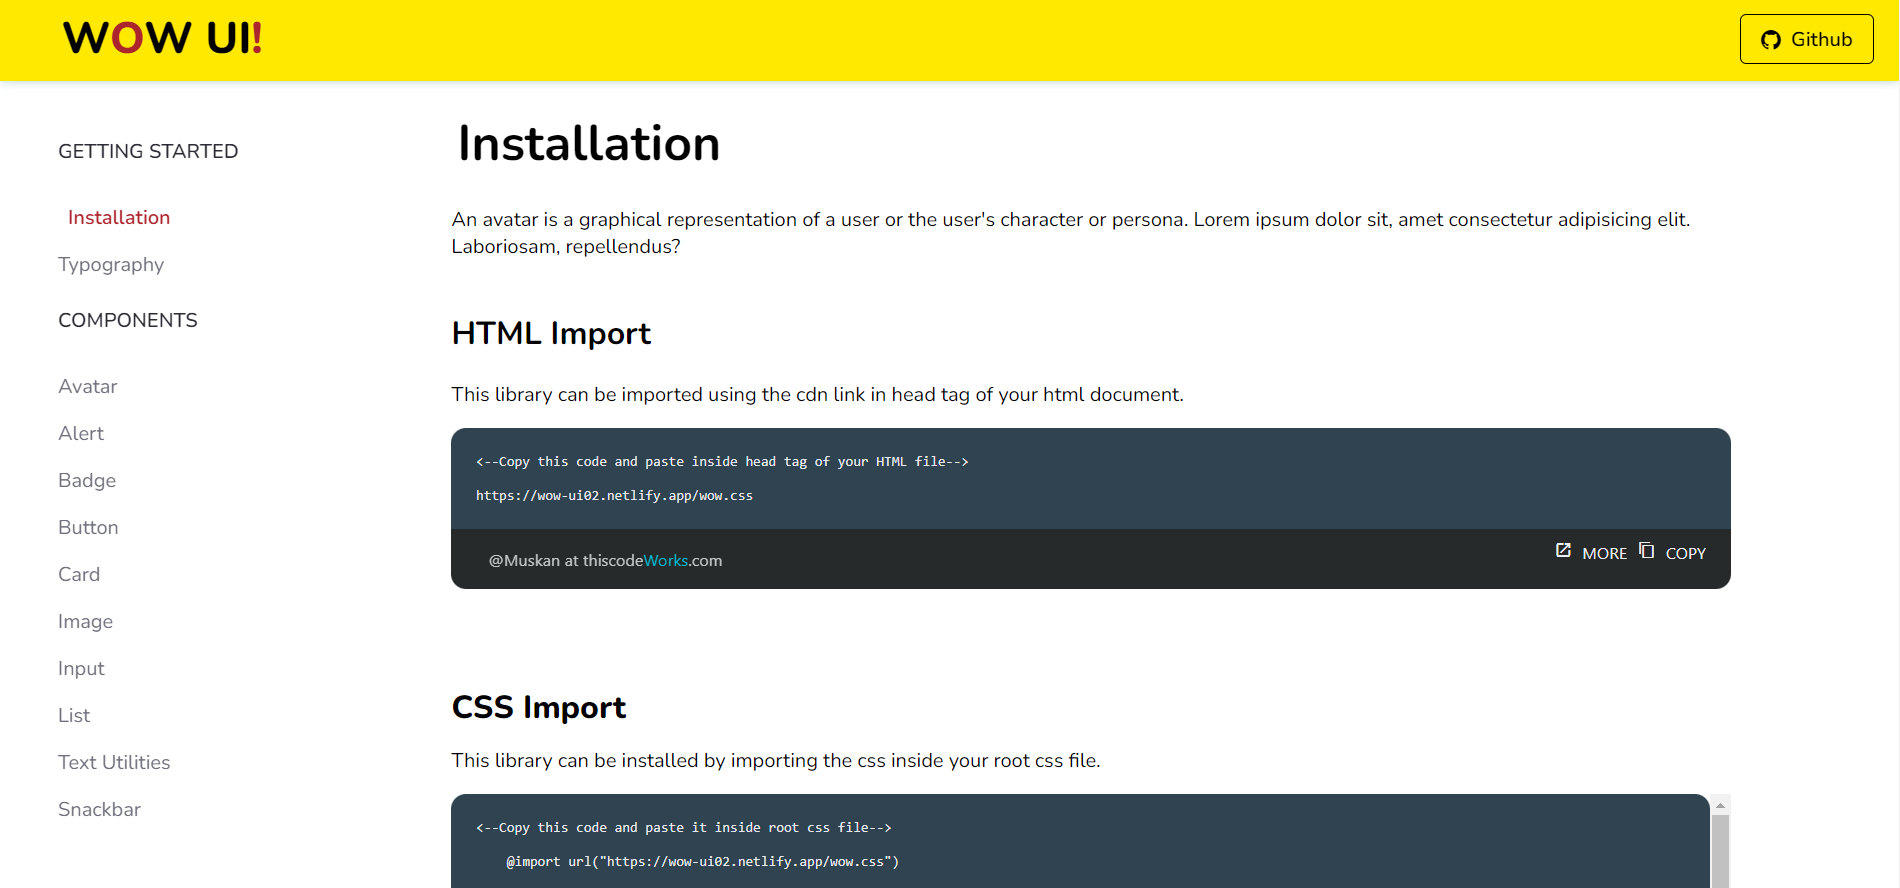 WOW UI!
Github
GETTING STARTED
Installation
Typography
COMPONENTS
Avatar
Alert
Badge
Button
Card
Image
Input
List
Text Utilities
Snackbar
Installation
An avatar is a graphical representation of a user or the user's character or persona. Lorem ipsum dolor sit, amet consectetur adipisicing elit.
Laboriosam, repellendus?
HTML Import
This library can be imported using the cdn link in head tag of your html document.
<--Copy this code and paste inside head tag of your HTML file-->
https://wow-ui02.netlify.app/wow.css
@Muskan at thiscodeWorks.com
MORE COPY
CSS Import
This library can be installed by importing the css inside your root css file.
<--Copy this code and paste it inside root css file-->
@import url("https://wow-ui02.netlify.app/wow.css")